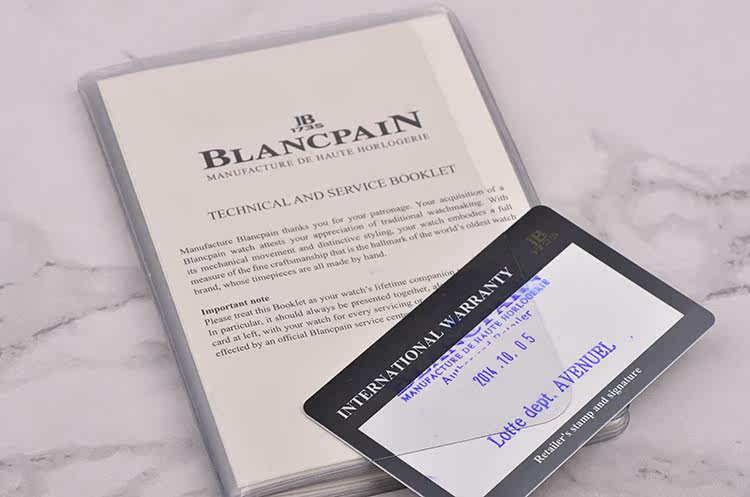 JB
1735
BLANCPAIN
MANUFACTURE DE HAUTE HORLOGERIE
TECHNICAL AND SERVICE BOOKLET
Manufacture Blancpain thanks you for your patronage. Your acquisition of a
Blancpain watch attests your appreciation of traditional watchmaking. With
its mechanical movement and distinctive styling, your watch embodies a full
measure of the fine craftsmanship that is the hallmark of the world's oldest watch
brand, whose timepieces are all made by hand.
Important note
Please treat this Booklet as your watch's lifetime companion
In particular, it should always be presented together,
card at left, with your watch for every servicing or
effected by an official Blancpain service
JB
1735
INTERNATIONAL WARRANTY
BLANCPAIN
MANUFACTURE DE HAUTE HORLOGERIE
2014.10.05
Lotte dept, AVENUEL
Retailer's stamp and signature